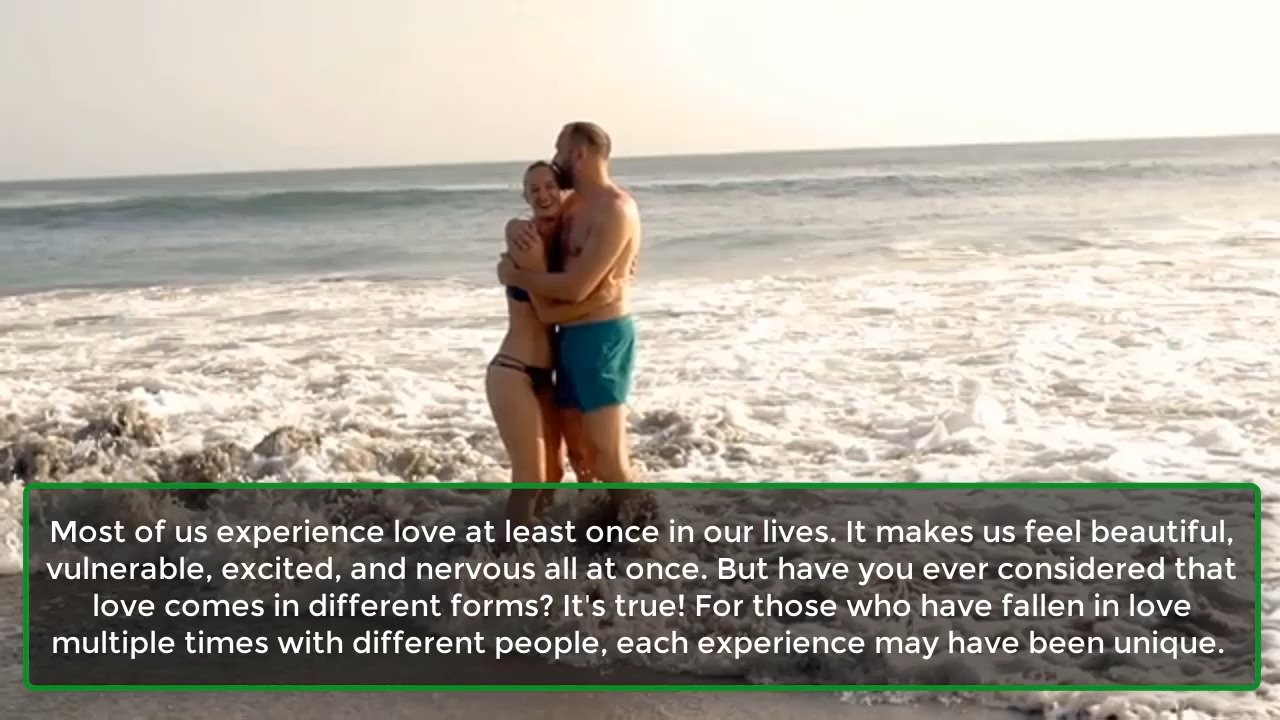 Most of us experience love at least once in our lives. It makes us feel beautiful,
vulnerable, excited, and nervous all at once. But have you ever considered that
love comes in different forms? It's true! For those who have fallen in love
multiple times with different people, each experience may have been unique.